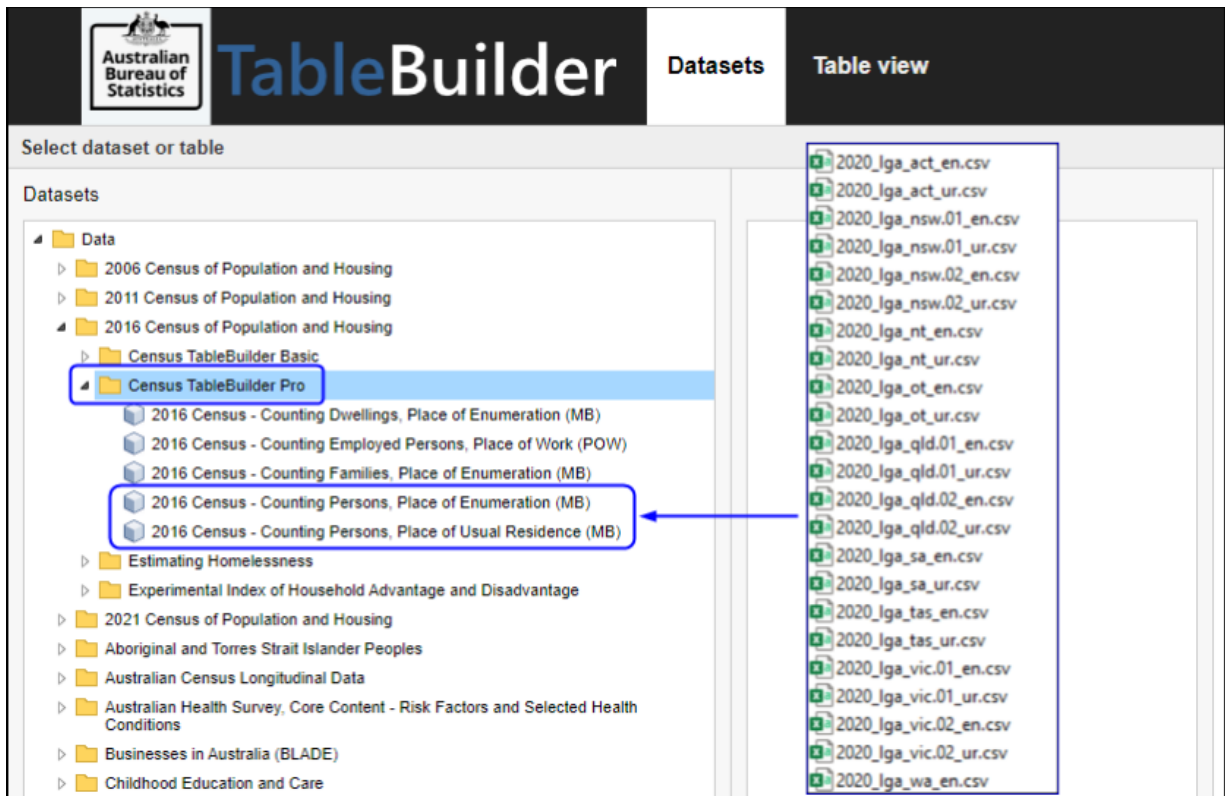 Australian
Bureau of
Statistics
TableBuilder
Datasets
Table view
Select dataset or table
Datasets
Data
2006 Census of Population and Housing
2011 Census of Population and Housing
2016 Census of Population and Housing
Census TableBuilder Basic
Census TableBuilder Pro
2016 Census - Counting Dwellings, Place of Enumeration (MB)
2016 Census - Counting Employed Persons, Place of Work (POW)
2016 Census - Counting Families, Place of Enumeration (MB)
2016 Census - Counting Persons, Place of Enumeration (MB)
2016 Census - Counting Persons, Place of Usual Residence (MB)
Estimating Homelessness
Experimental Index of Household Advantage and Disadvantage
2021 Census of Population and Housing
Aboriginal and Torres Strait Islander Peoples
Australian Census Longitudinal Data
Australian Health Survey, Core Content - Risk Factors and Selected Health
Conditions
Businesses in Australia (BLADE)
Childhood Education and Care
2020_lga_act_en.csv
2020_lga_act_ur.csv
2020_lga_nsw.01_en.csv
2020_lga_nsw.01_ur.csv
2020_lga_nsw.02_en.csv
2020_lga_nsw.02_ur.csv
2020_lga_nt_en.csv
2020_lga_nt_ur.csv
2020_lga_ot_en.csv
2020_lga_ot_ur.csv
2020_lga_qld.01_en.csv
2020_lga_qld.01_ur.csv
2020_lga_qld.02_en.csv
2020_lga_qld.02_ur.csv
2020_lga_sa_en.csv
2020_lga_sa_ur.csv
2020_lga_tas_en.csv
2020_lga_tas_ur.csv
2020_lga_vic.01_en.csv
2020_lga_vic.01_ur.csv
2020_lga_vic.02_en.csv
2020_lga_vic.02_ur.csv
2020_lga_wa_en.csv